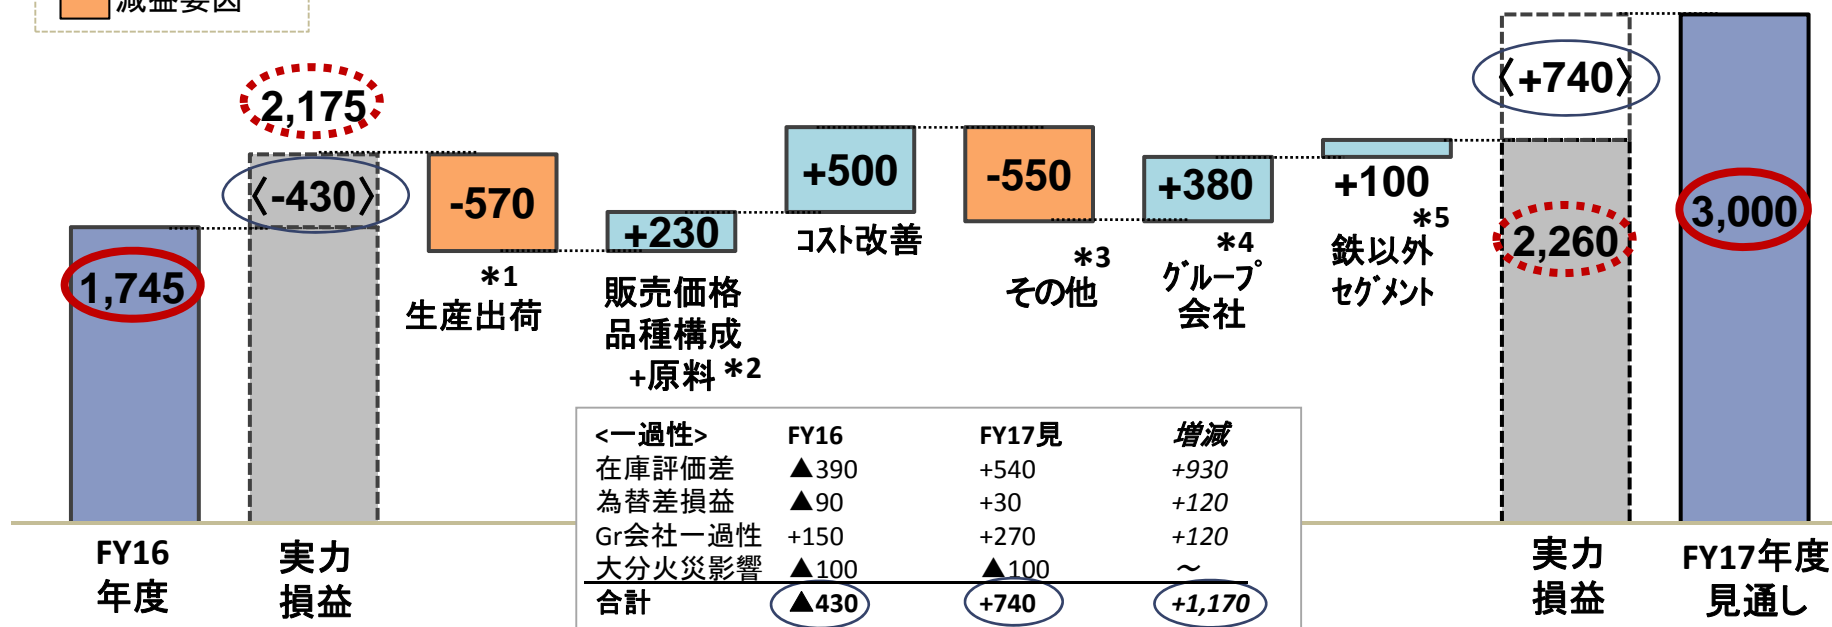 減益要因
2,175
〈-430〉
1,745
-570
*1
生産出荷
+230
販売価格
品種構成
+原料 *2
+500
コスト改善
-550
*3
その他
+380
*4
グループ
会社
+100
*5
鉄以外
セグメント
〈+740〉
2,260
3,000
<一過性> FY16 FY17見 増減
在庫評価差 ▲390 +540 +930
為替差損益 ▲90 +30 +120
Gr会社一過性 +150 +270 +120
大分火災影響 ▲100 ▲100 ～
合計 ▲430 +740 +1,170
FY16
年度
実力
損益
実力
損益
FY17年度
見通し